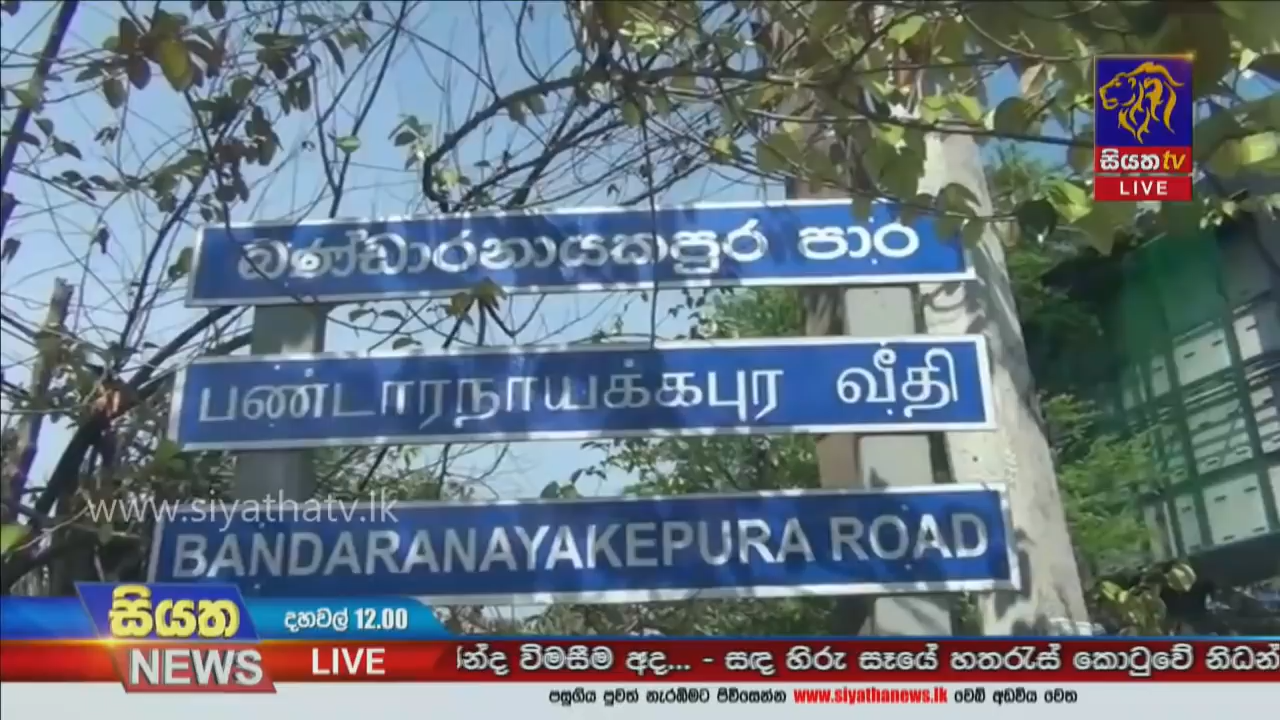 සියත tv
LIVE
බණ්ඩාරනායකපුර පාර
பண்டாரநாயக்கபுர வீதி
www.siyathatv.lk
BANDARANAYAKEPURA ROAD
සියත
දහවල් 12.00
NEWS
LIVE
න්ද විමසීම අද... - සඳ හිරු සෑයේ හතරැස් කොටුවේ නිධන්
පසුගිය පුවත් නැරඹීමට පිවිසෙන්න www.siyathanews.lk වෙබ් අඩවිය වෙත